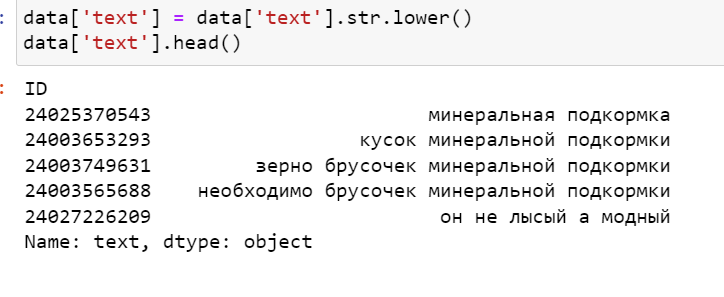 : data['text'] = data['text'].str.lower()
data['text'].head()
: ID
24025370543 минеральная подкормка
24003653293 кусок минеральной подкормки
24003749631 зерно брусочек минеральной подкормки
24003565688 необходимо брусочек минеральной подкормки
24027226209 он не лысый а модный
Name: text, dtype: object